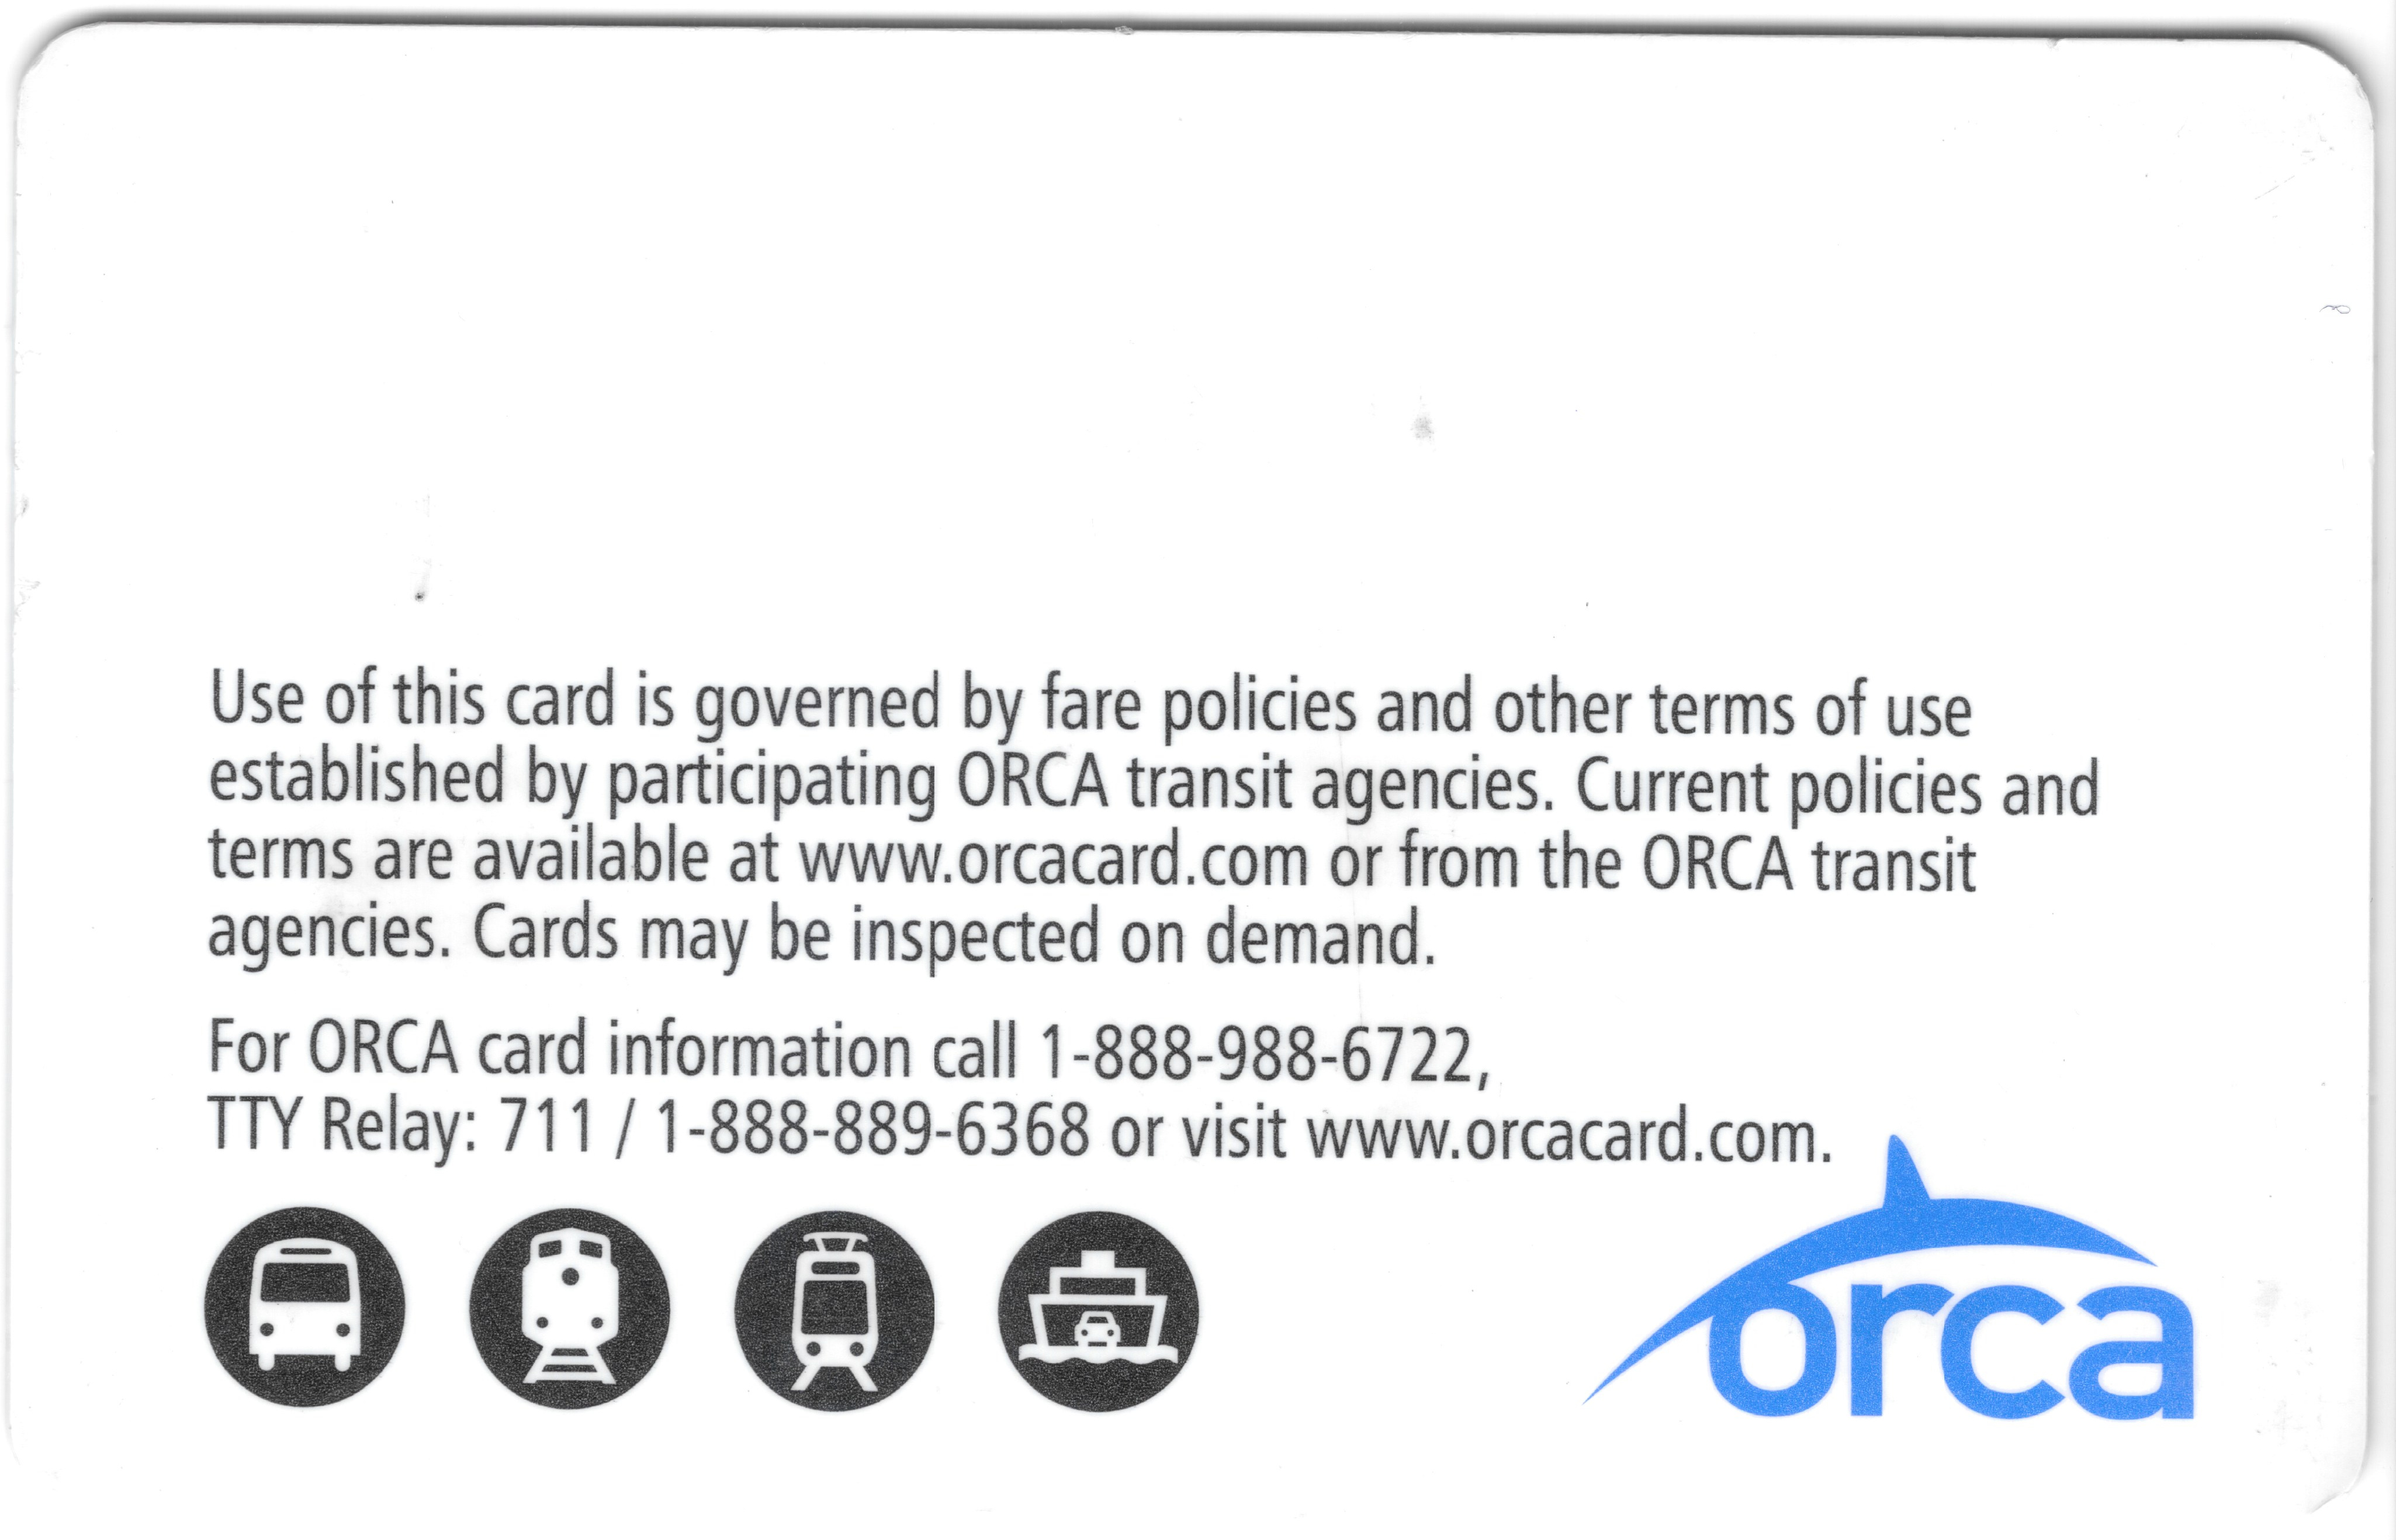 Use of this card is governed by fare policies and other terms of use
established by participating ORCA transit agencies. Current policies and
terms are available at www.orcacard.com or from the ORCA transit
agencies. Cards may be inspected on demand.
For ORCA card information call 1-888-988-6722,
TTY Relay: 711 / 1-888-889-6368 or visit www.orcacard.com.
orca